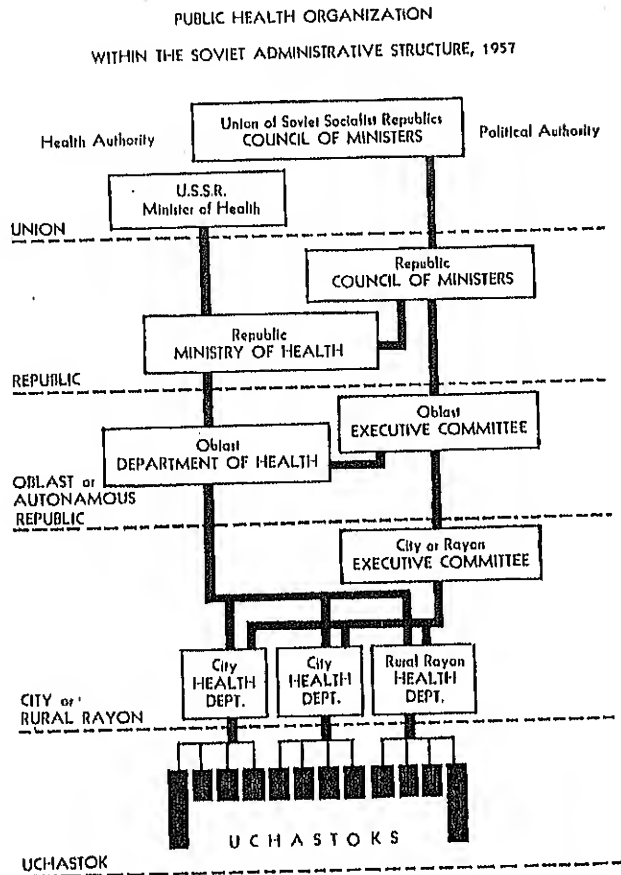 PUBLIC HEALTH ORGANIZATION
WITHIN THE SOVIET ADMINISTRATIVE STRUCTURE, 1957
Health Authority
Union of Soviet Socialist Republics
COUNCIL OF MINISTERS
Political Authority
U.S.S.R.
Minister of Health
UNION
Republic
COUNCIL OF MINISTERS
Republic
MINISTRY OF HEALTH
REPUBLIC
Oblast
EXECUTIVE COMMITTEE
Oblast
DEPARTMENT OF HEALTH
OBLAST or
AUTONAMOUS
REPUBLIC
City or Rayon
EXECUTIVE COMMITTEE
City
HEALTH
DEPT.
City
HEALTH
DEPT.
Rural Rayon
HEALTH
DEPT.
CITY or
RURAL RAYON
UCHASTOKS
UCHASTOK